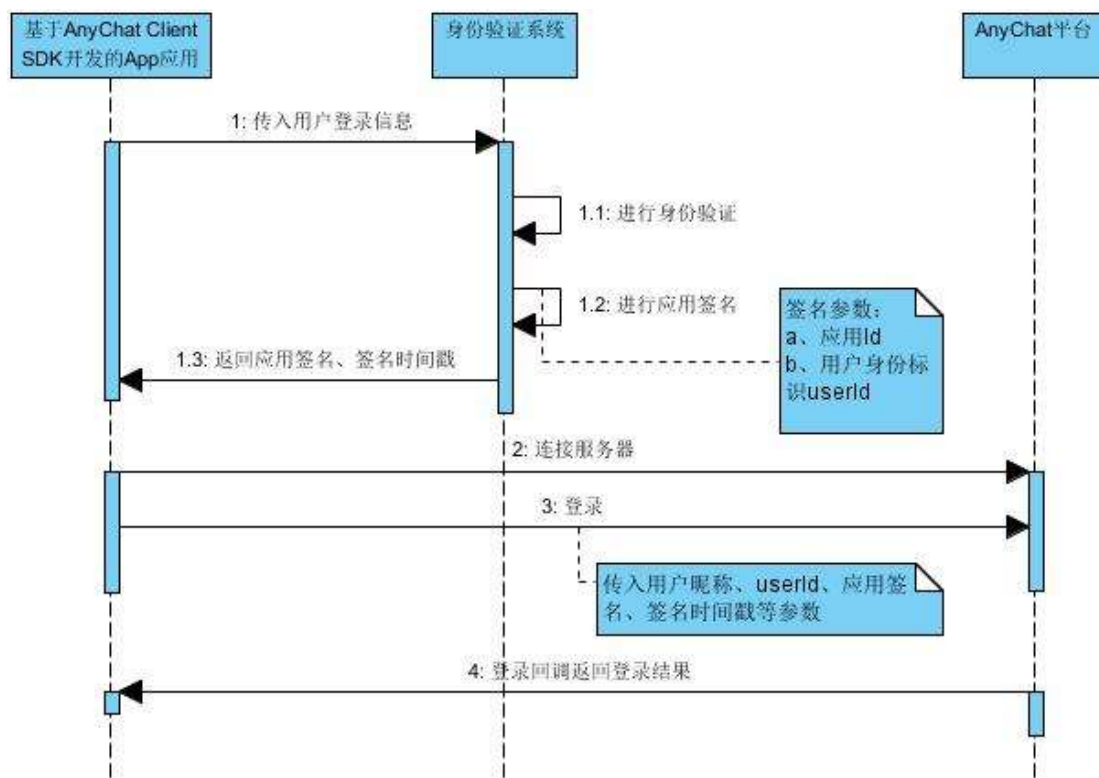 基于AnyChat Client
SDK开发的App应用
身份验证系统
AnyChat平台
1: 传入用户登录信息
1.1: 进行身份验证
1.2: 进行应用签名
签名参数：
a、应用Id
b、用户身份标
识userId
1.3: 返回应用签名、签名时间戳
2: 连接服务器
3: 登录
传入用户昵称、userId、应用签
名、签名时间戳等参数
4: 登录回调返回登录结果